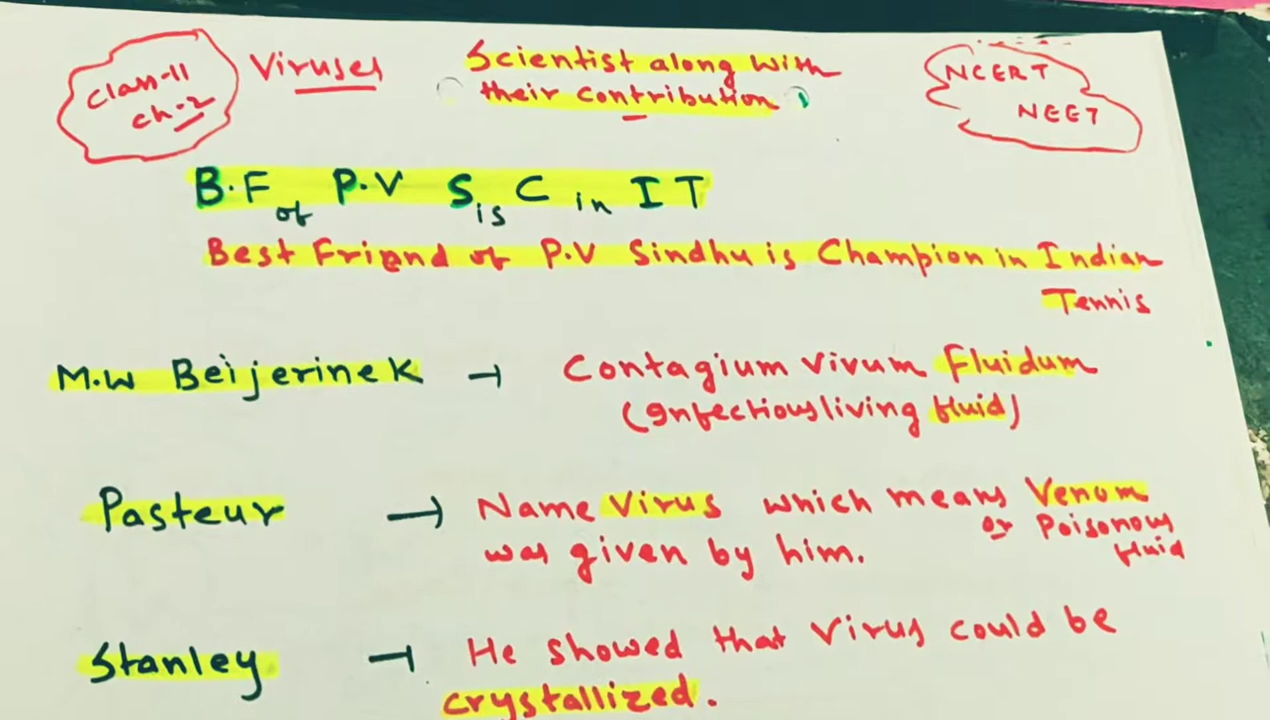 Class-11
ch-2
Viruses
Scientist along with
their contribution
NCERT
NEET
B.F of P.V S is C in I T
Best Friend of P.V Sindhu is Champion in Indian
Tennis
M.W Beijerinek → Contagium Vivum Fluidum
(Infectious living fluid)
Pasteur → Name Virus which means Venom
or Poisonous
fluid
was given by him.
Stanley → He showed that Virus could be
crystallized.